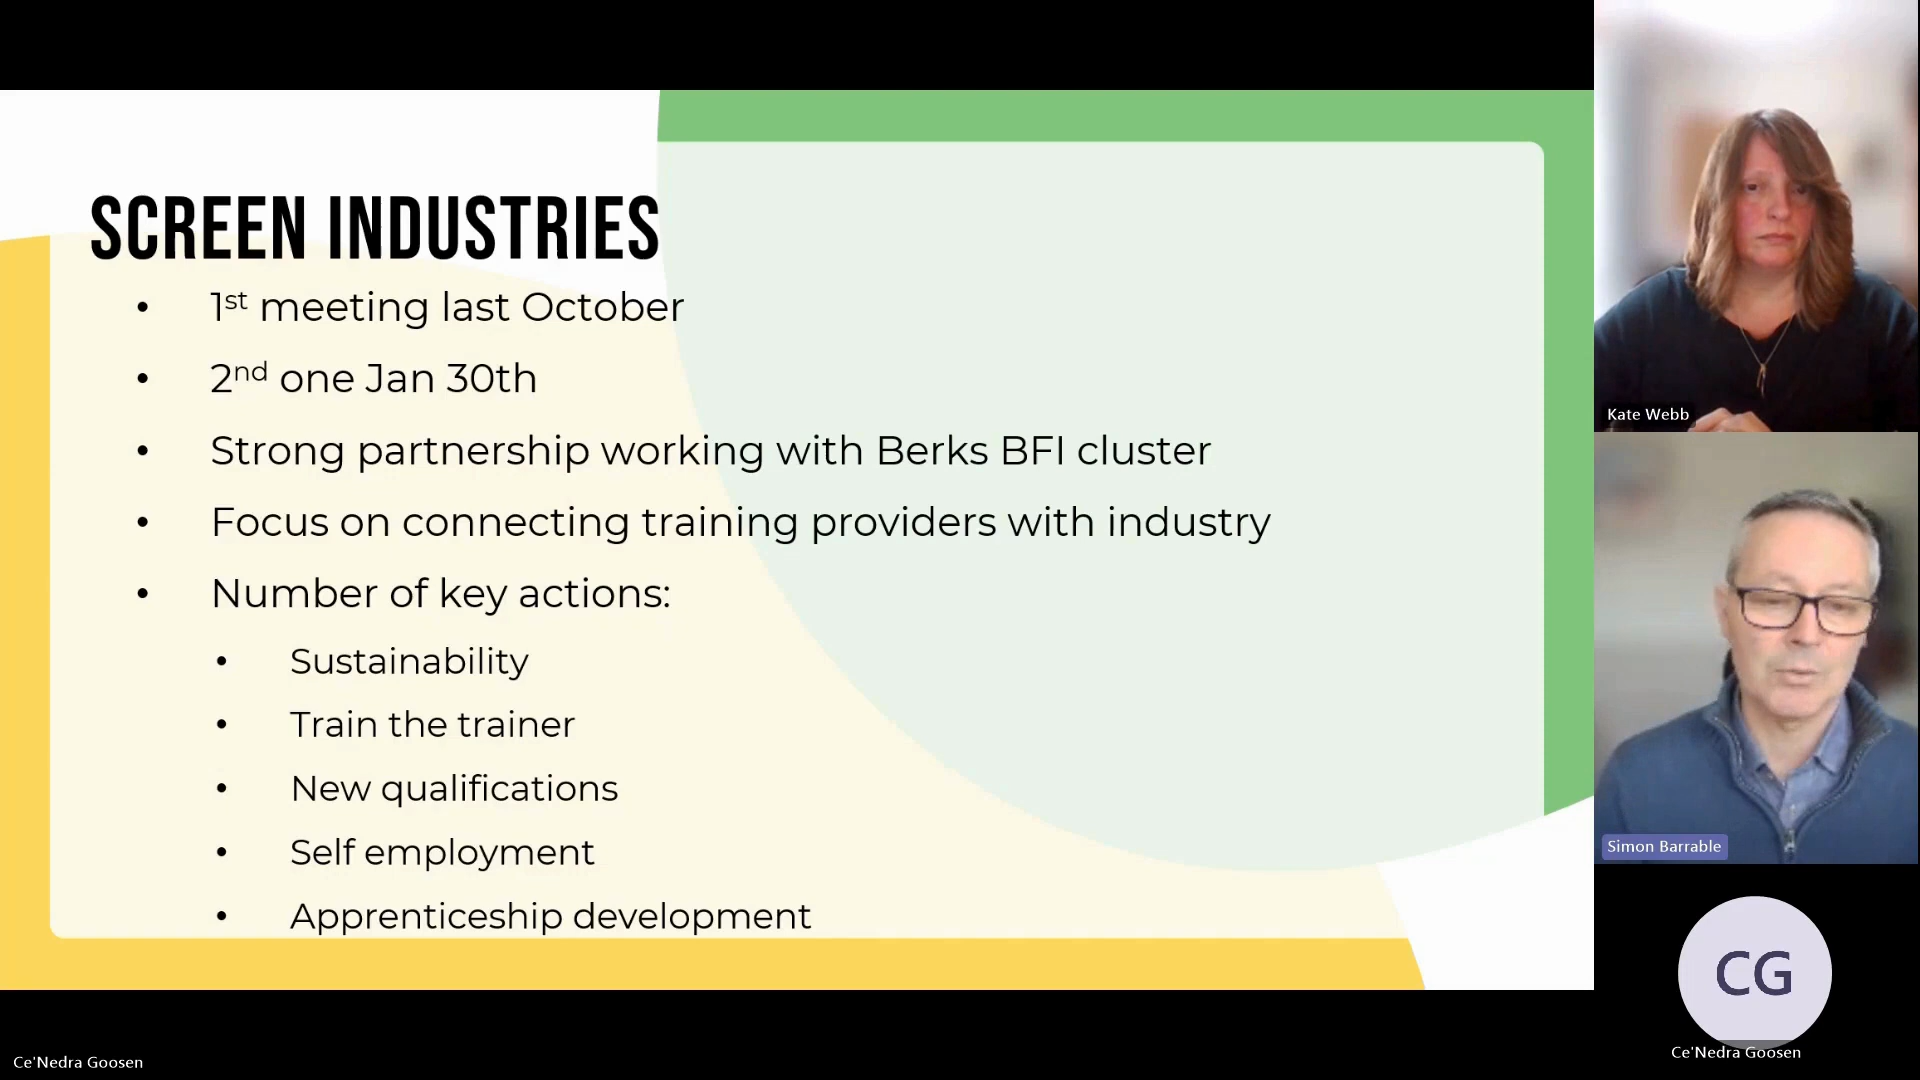 SCREEN INDUSTRIES
• 1st meeting last October
• 2nd one Jan 30th
• Strong partnership working with Berks BFI cluster
• Focus on connecting training providers with industry
• Number of key actions:
• Sustainability
• Train the trainer
• New qualifications
• Self employment
• Apprenticeship development
Kate Webb
Simon Barrable
CG
Ce'Nedra Goosen
Ce'Nedra Goosen